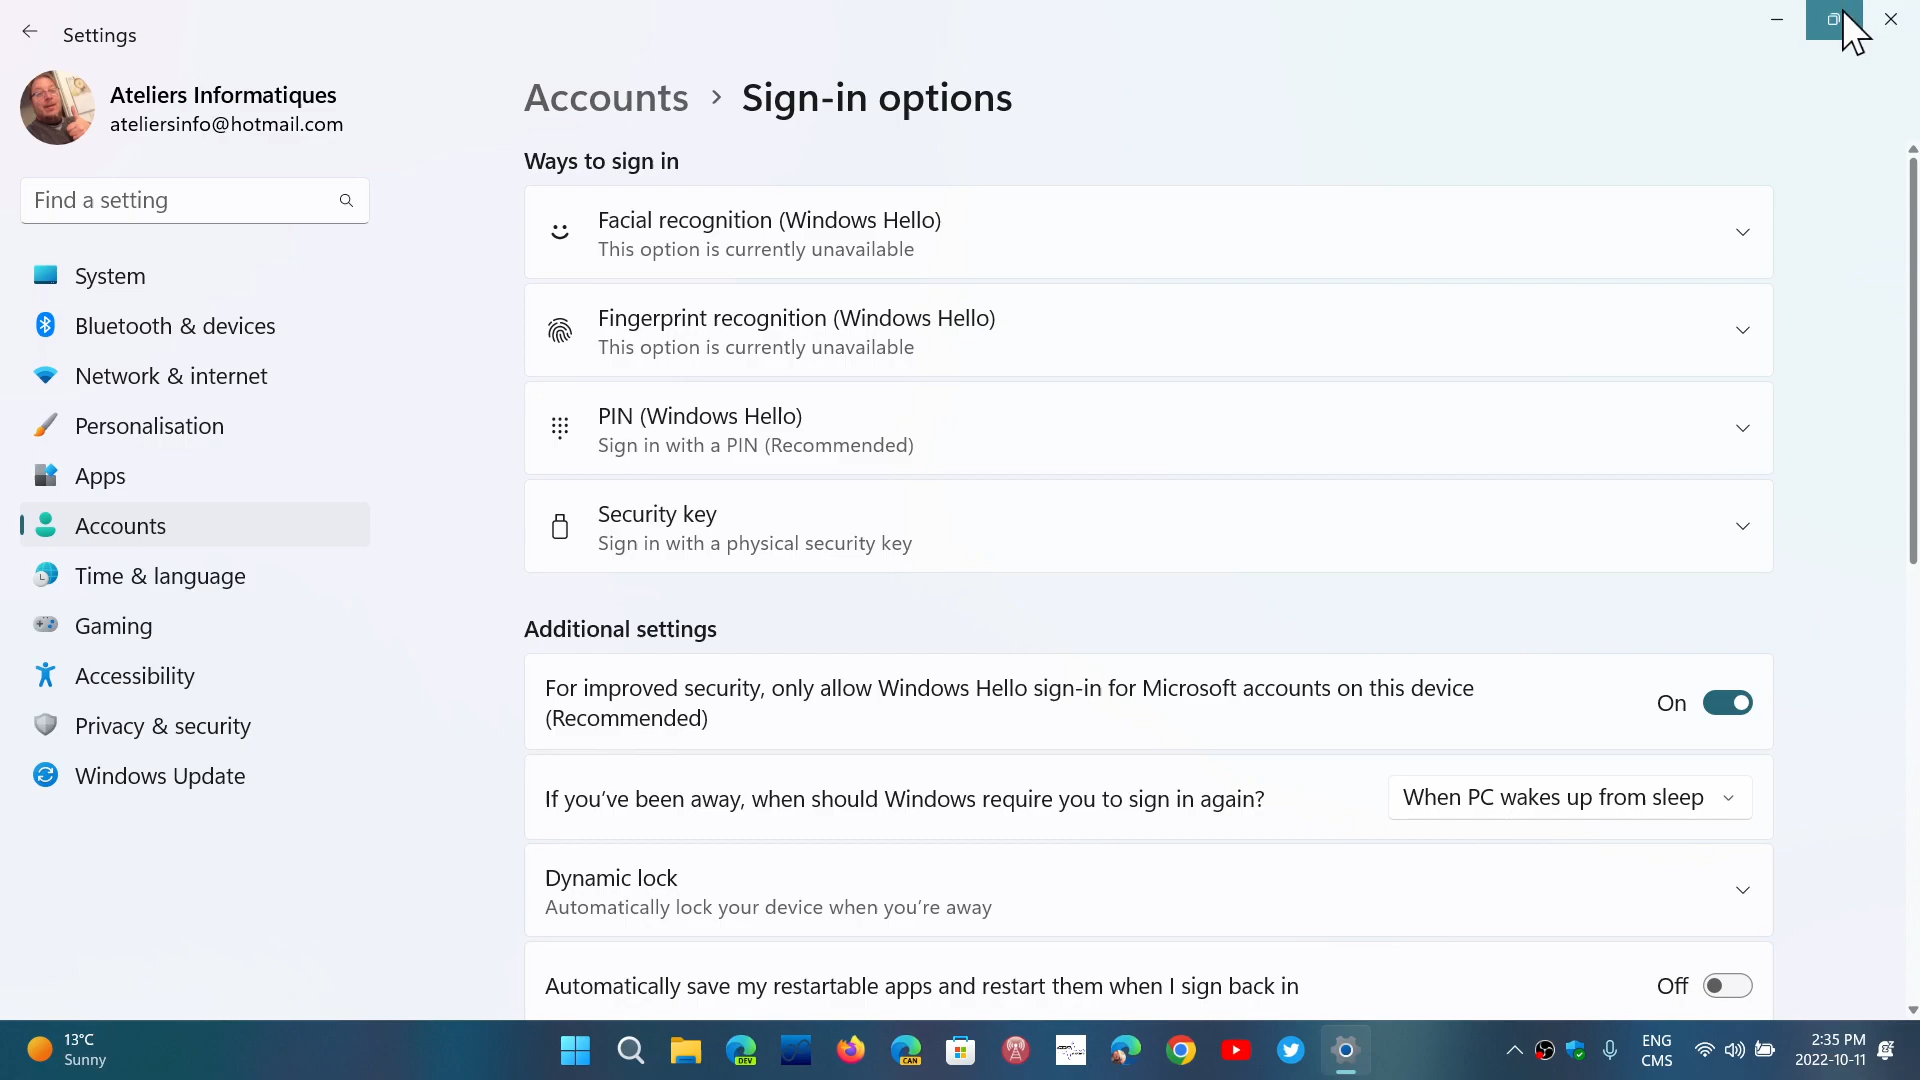 Settings
Ateliers Informatiques
ateliersinfo@hotmail.com
Find a setting
System
Bluetooth & devices
Network & internet
Personalisation
Apps
Accounts
Time & language
Gaming
Accessibility
Privacy & security
Windows Update
Accounts > Sign-in options
Ways to sign in
Facial recognition (Windows Hello)
This option is currently unavailable
Fingerprint recognition (Windows Hello)
This option is currently unavailable
PIN (Windows Hello)
Sign in with a PIN (Recommended)
Security key
Sign in with a physical security key
Additional settings
For improved security, only allow Windows Hello sign-in for Microsoft accounts on this device
(Recommended)
On
If you’ve been away, when should Windows require you to sign in again?
When PC wakes up from sleep
Dynamic lock
Automatically lock your device when you’re away
Automatically save my restartable apps and restart them when I sign back in
Off
13°C
Sunny
DEV
CAN
ENG
CMS
2:35 PM
2022-10-11